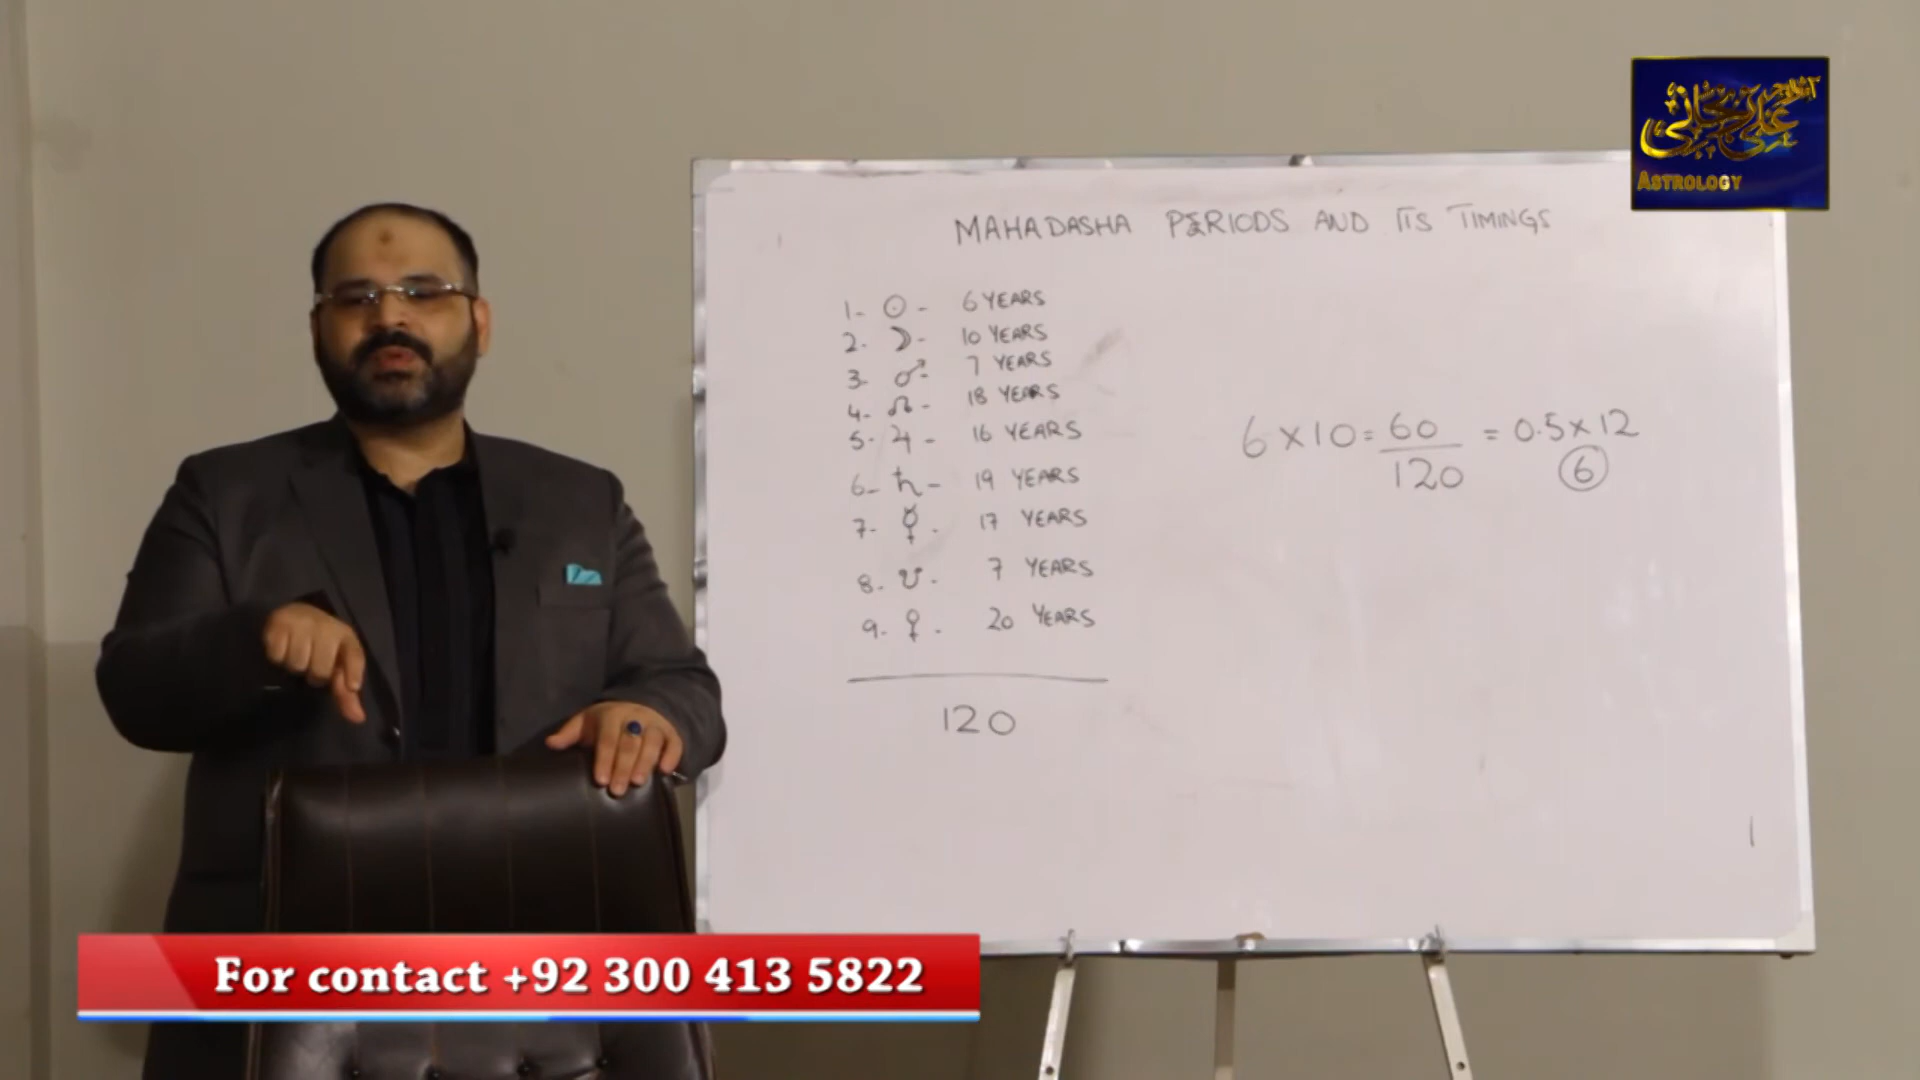 علی زنجانی
ASTROLOGY
MAHADASHA PERIODS AND ITS TIMINGS
1- ☉ - 6 YEARS
2- ☽ - 10 YEARS
3- ♂ - 7 YEARS
4- ☊ - 18 YEARS
5- ♃ - 16 YEARS
6- ♄ - 19 YEARS
7- ☿ - 17 YEARS
8- ☋ - 7 YEARS
9- ♀ - 20 YEARS
120
6 × 10 = 60/120 = 0.5 × 12
6
For contact +92 300 413 5822